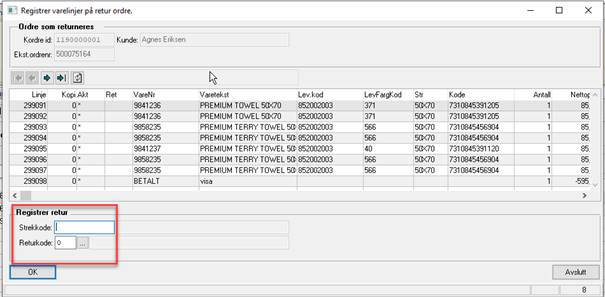 Registrer varelinjer på retur ordre.
Ordre som returneres
Kordre id: 1190000001 Kunde: Agnes Eriksen
Ekst.ordrenr: 500075164
Linje Kopi Akt Ret VareNr Varetekst Lev.kod LevFargKod Str Kode Antall Nettop
299091 0 * 9841236 PREMIUM TOWEL 50X70 852002003 371 50X70 7310845391205 1 85,
299092 0 * 9841236 PREMIUM TOWEL 50X70 852002003 371 50X70 7310845391205 1 85,
299093 0 * 9858235 PREMIUM TERRY TOWEL 50X 852002003 566 50X70 7310845456904 1 85,
299094 0 * 9858235 PREMIUM TERRY TOWEL 50X 852002003 566 50X70 7310845456904 1 85,
299095 0 * 9841237 PREMIUM TERRY TOWEL 50X 852002003 40 50X70 7310845391120 1 85,
299096 0 * 9858235 PREMIUM TERRY TOWEL 50X 852002003 566 50X70 7310845456904 1 85,
299097 0 * 9858235 PREMIUM TERRY TOWEL 50X 852002003 566 50X70 7310845456904 1 85,
299098 0 * BETALT visa 1 -595,
Registrer retur
Strekkode:
Returkode: 0 ...
OK Avslutt
8